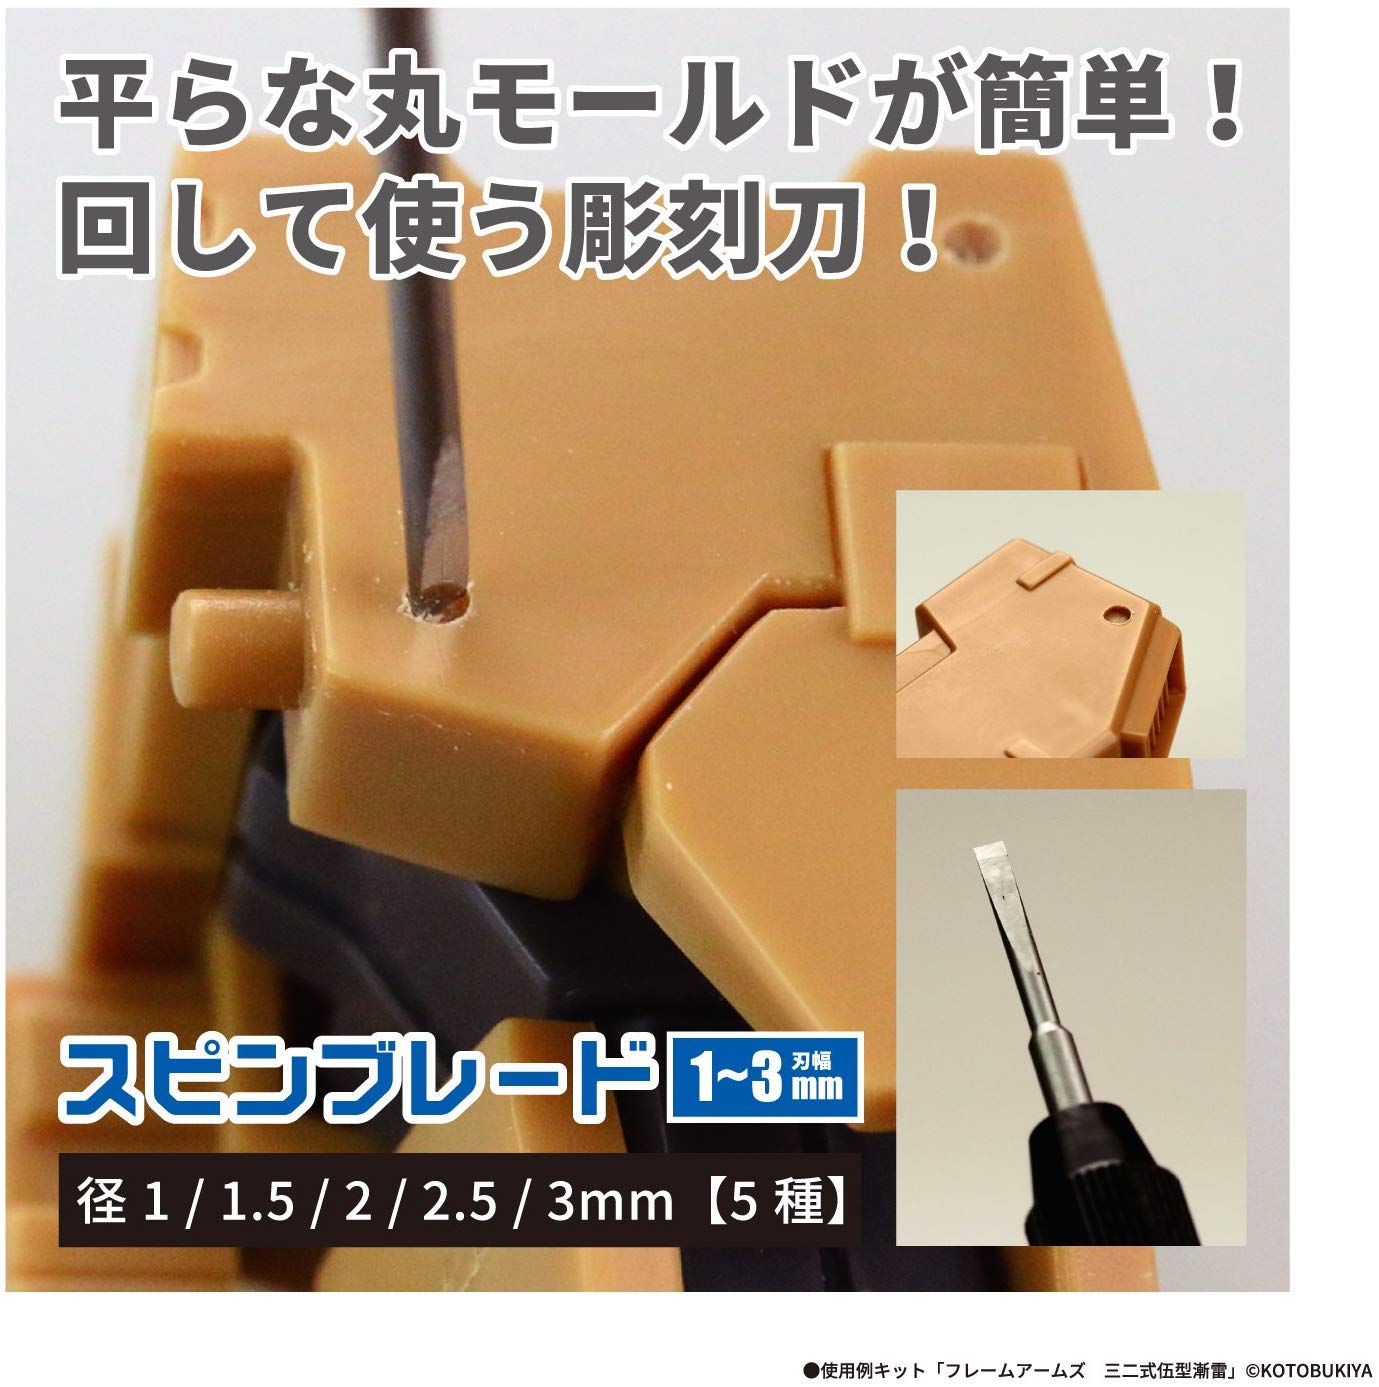 平らな丸モールドが簡単！
回して使う彫刻刀！
スピンブレード 1~3 刃幅 mm
径 1 / 1.5 / 2 / 2.5 / 3mm【5 種】
●使用例キット「フレームアームズ　三二式伍型漸雷」©KOTOBUKIYA